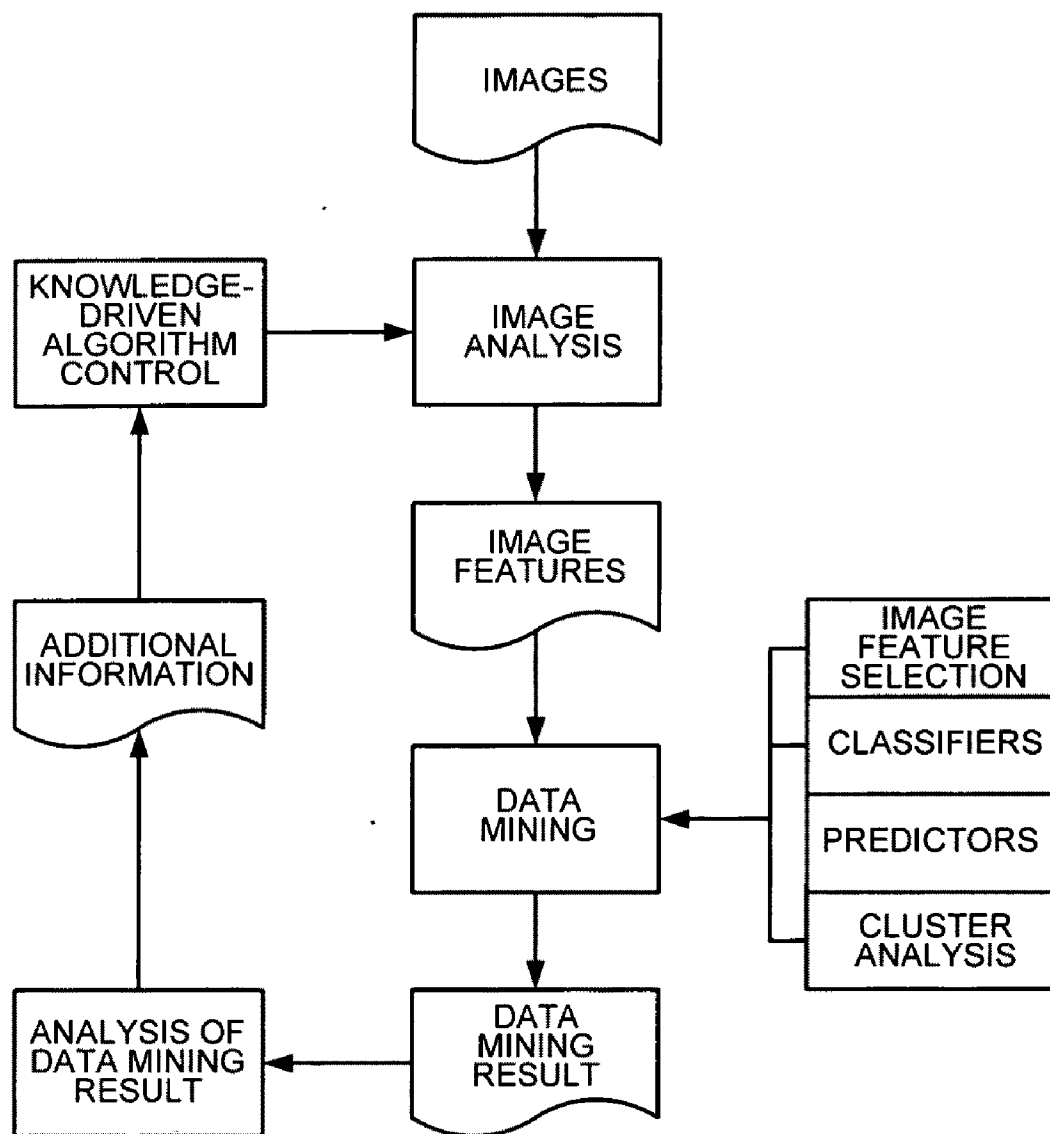 IMAGES
KNOWLEDGE-
DRIVEN
ALGORITHM
CONTROL
IMAGE
ANALYSIS
IMAGE
FEATURES
ADDITIONAL
INFORMATION
IMAGE
FEATURE
SELECTION
CLASSIFIERS
PREDICTORS
CLUSTER
ANALYSIS
DATA
MINING
ANALYSIS OF
DATA MINING
RESULT
DATA
MINING
RESULT